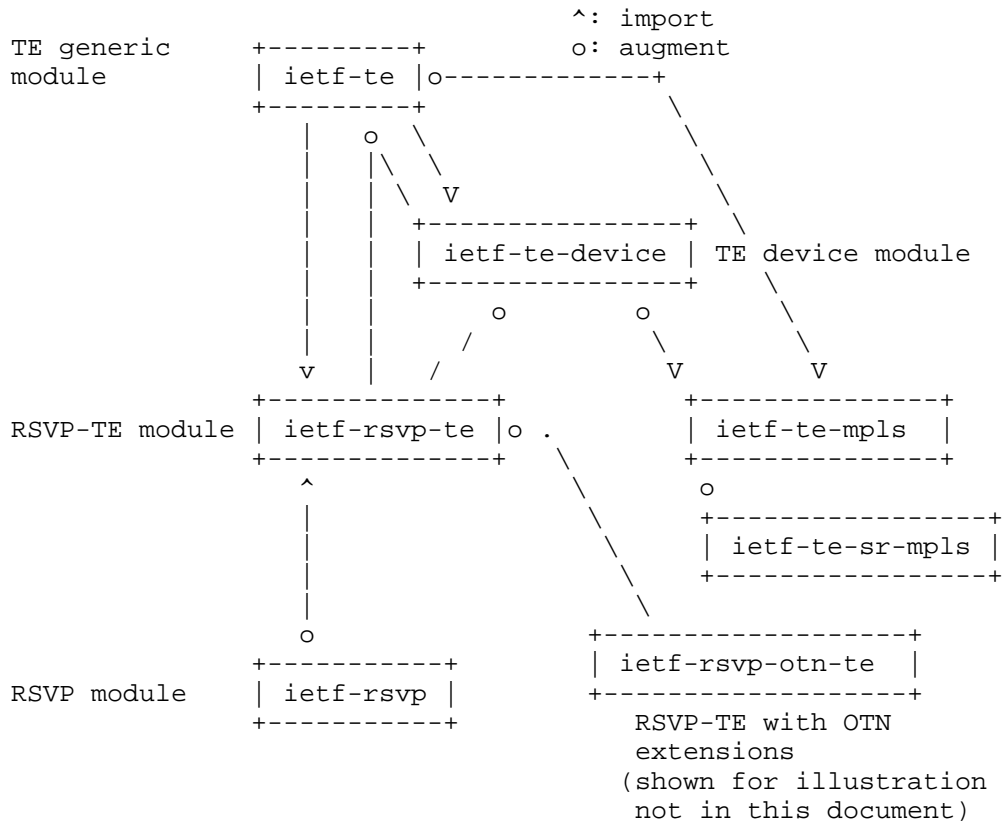 ^: import
TE generic +---------+ o: augment
module | ietf-te |o-------------+
+---------+ \
| o \ \
| |\ \ \
| | \ V \
| | +----------------+ \
| | | ietf-te-device | TE device module
| | +----------------+ \
| | o o \
| | / \ \
v | / V V
+--------------+ +---------------+
RSVP-TE module | ietf-rsvp-te |o . | ietf-te-mpls |
+--------------+ \ +---------------+
^ \ o
| \ +-----------------+
| \ | ietf-te-sr-mpls |
| \ +-----------------+
| \
o +-------------------+
+-----------+ | ietf-rsvp-otn-te |
RSVP module | ietf-rsvp | +-------------------+
+-----------+ RSVP-TE with OTN
extensions
(shown for illustration
not in this document)